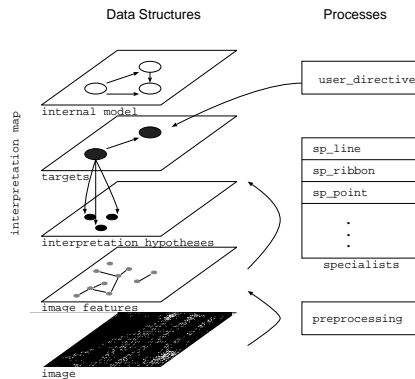 Data Structures
Processes
interpretation map
internal model
targets
interpretation hypotheses
image features
image
user_directive
sp_line
sp_ribbon
sp_point
.
.
.
specialists
preprocessing